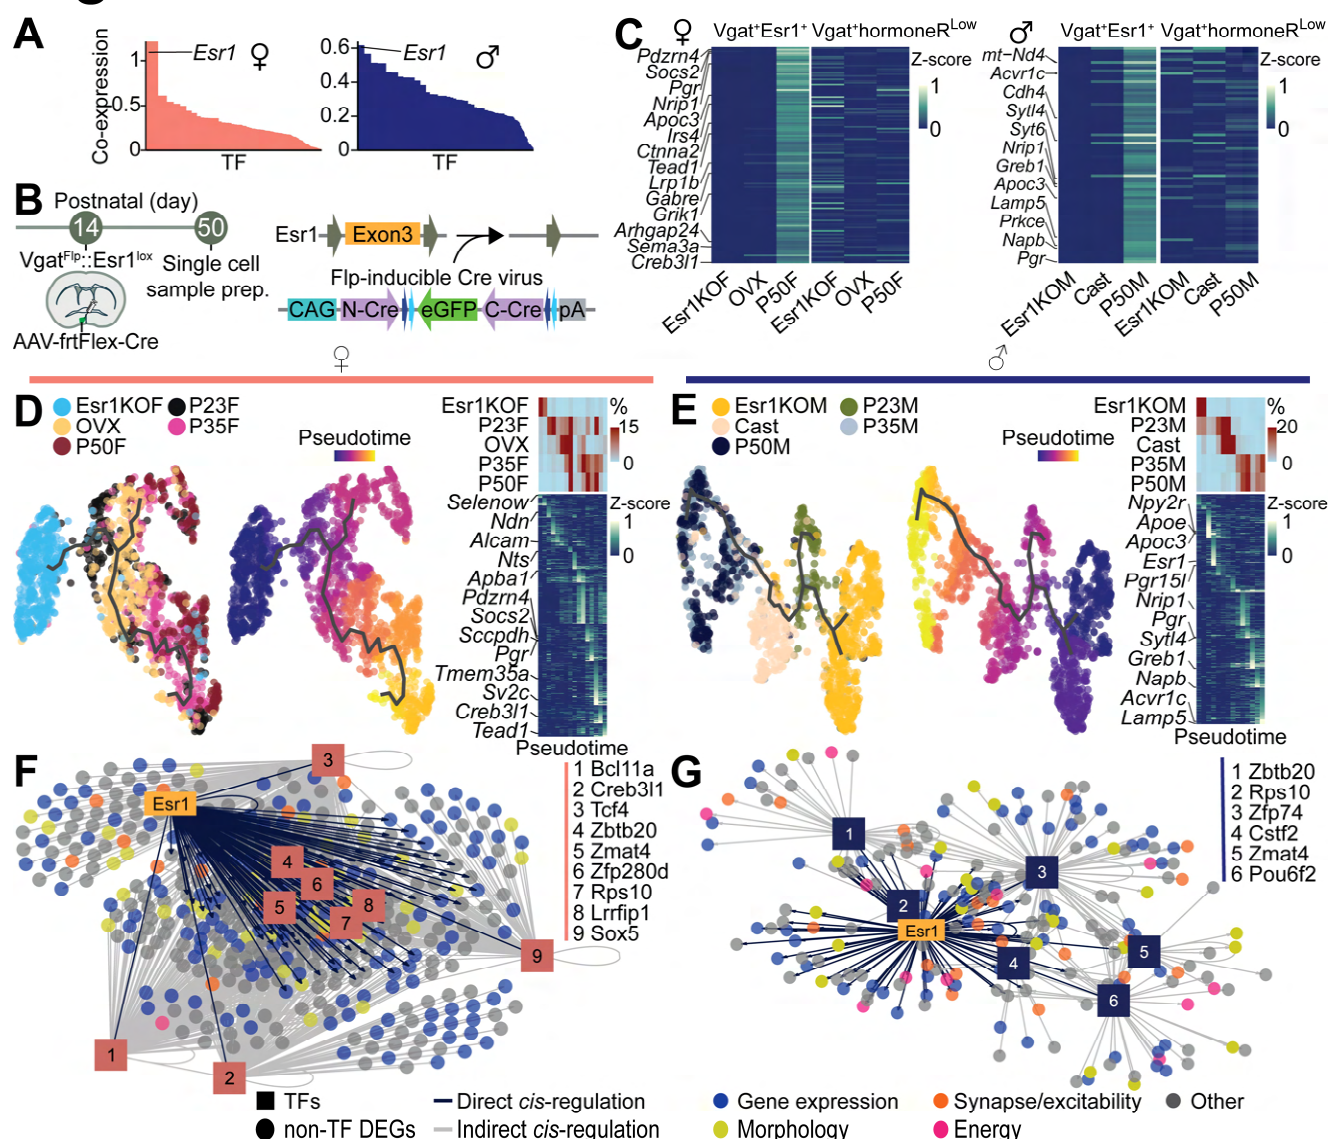 A
Co-expression
1
0.5
0
Esr1 ♀
TF
0.6
0.4
0.2
0
Esr1 ♂
TF
B
Postnatal (day)
14
50
Vgat^Flp::Esr1^lox
Single cell
sample prep.
AAV-frtFlex-Cre
Esr1
Exon3
Flp-inducible Cre virus
CAG N-Cre eGFP C-Cre pA
C
♀
Vgat⁺Esr1⁺ Vgat⁺hormoneR^Low
Pdzrn4
Socs2
Pgr
Nrip1
Apoc3
Irs4
Ctnna2
Tead1
Lrp1b
Gabre
Grik1
Arhgap24
Sema3a
Creb3l1
Esr1KOF
OVX
P50F
Esr1KOF
OVX
P50F
Z-score
1
0
♂
Vgat⁺Esr1⁺ Vgat⁺hormoneR^Low
mt-Nd4
Acvr1c
Cdh4
Sytl4
Syt6
Nrip1
Greb1
Apoc3
Lamp5
Prkce
Napb
Pgr
Esr1KOM
Cast
P50M
Esr1KOM
Cast
P50M
Z-score
1
0
♀
♂
D
Esr1KOF
OVX
P50F
P23F
P35F
Pseudotime
Esr1KOF
P23F
OVX
P35F
P50F
%
15
0
Selenow
Ndn
Alcam
Nts
Apba1
Pdzrn4
Socs2
Sccpdh
Pgr
Tmem35a
Sv2c
Creb3l1
Tead1
Z-score
1
0
Pseudotime
E
Esr1KOM
Cast
P50M
P23M
P35M
Pseudotime
Esr1KOM
P23M
Cast
P35M
P50M
%
20
0
Npy2r
Apoe
Apoc3
Esr1
Pgr15l
Nrip1
Pgr
Sytl4
Greb1
Napb
Acvr1c
Lamp5
Z-score
1
0
Pseudotime
F
Esr1
3
4
6
5
7
8
9
1
2
1 Bcl11a
2 Creb3l1
3 Tcf4
4 Zbtb20
5 Zmat4
6 Zfp280d
7 Rps10
8 Lrrfip1
9 Sox5
G
1
3
2
Esr1
4
5
6
1 Zbtb20
2 Rps10
3 Zfp74
4 Cstf2
5 Zmat4
6 Pou6f2
TFs
non-TF DEGs
Direct cis-regulation
Indirect cis-regulation
Gene expression
Morphology
Synapse/excitability
Energy
Other